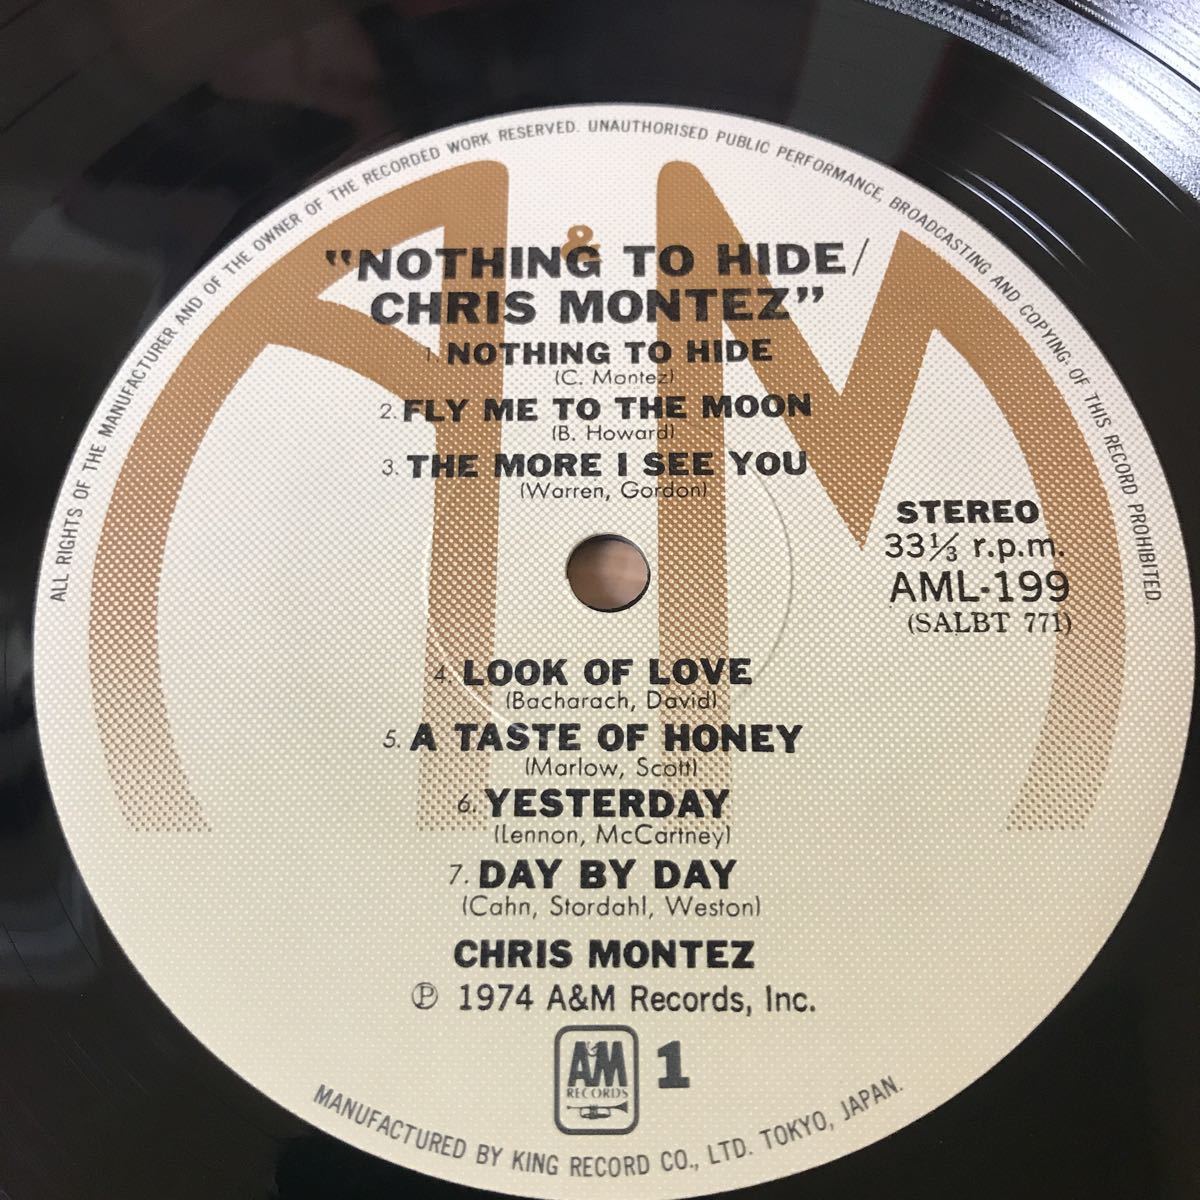 ALL RIGHTS OF THE MANUFACTURER AND OF THE OWNER OF THE RECORDED WORK RESERVED. UNAUTHORISED PUBLIC PERFORMANCE, BROADCASTING AND COPYING: OF THIS RECORD PROHIBITED.
&
"NOTHING TO HIDE/
CHRIS MONTEZ"
1. NOTHING TO HIDE
(C. Montez)
2. FLY ME TO THE MOON
(B. Howard)
3. THE MORE I SEE YOU
(Warren, Gordon)
STEREO
33⅓ r.p.m.
AML-199
(SALBT 771)
4. LOOK OF LOVE
(Bacharach, David)
5. A TASTE OF HONEY
(Marlow, Scott)
6. YESTERDAY
(Lennon, McCartney)
7. DAY BY DAY
(Cahn, Stordahl, Weston)
CHRIS MONTEZ
℗ 1974 A&M Records, Inc.
A&M
RECORDS
1
MANUFACTURED BY KING RECORD CO., LTD. TOKYO, JAPAN.